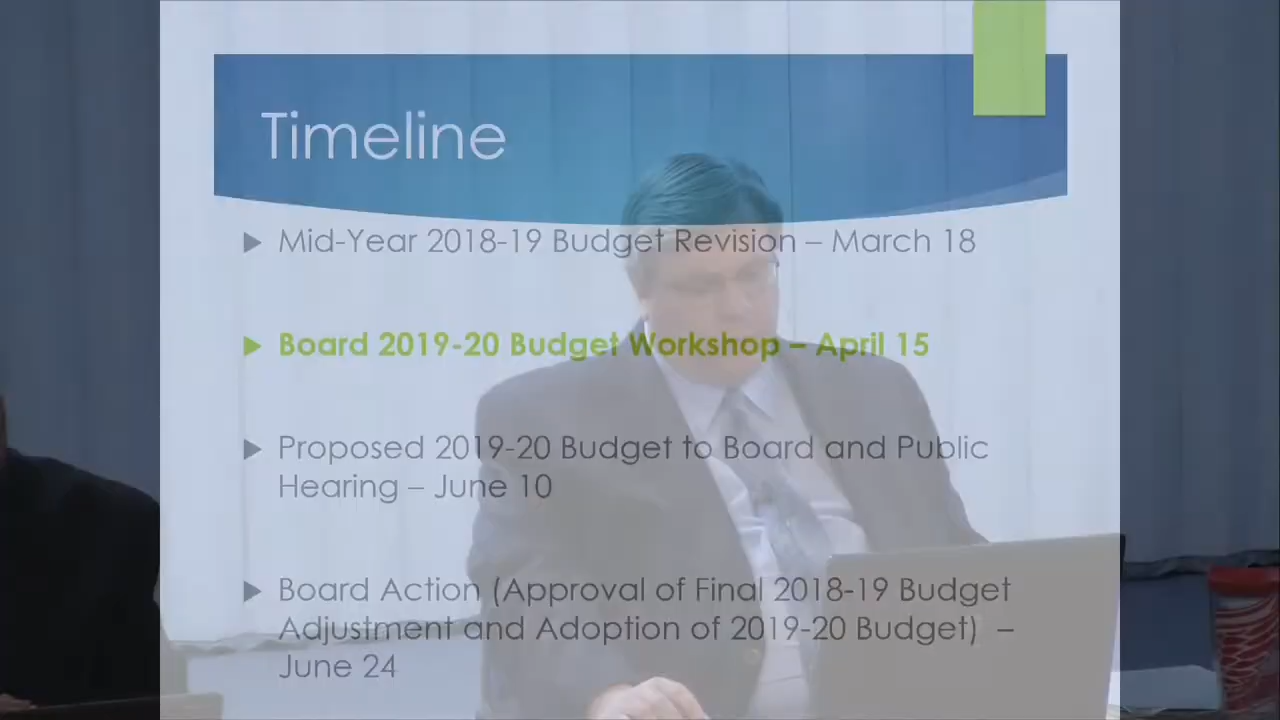 Timeline
Mid-Year 2018-19 Budget Revision – March 18
Board 2019-20 Budget Workshop – April 15
Proposed 2019-20 Budget to Board and Public
Hearing – June 10
Board Action (Approval of Final 2018-19 Budget
Adjustment and Adoption of 2019-20 Budget) –
June 24